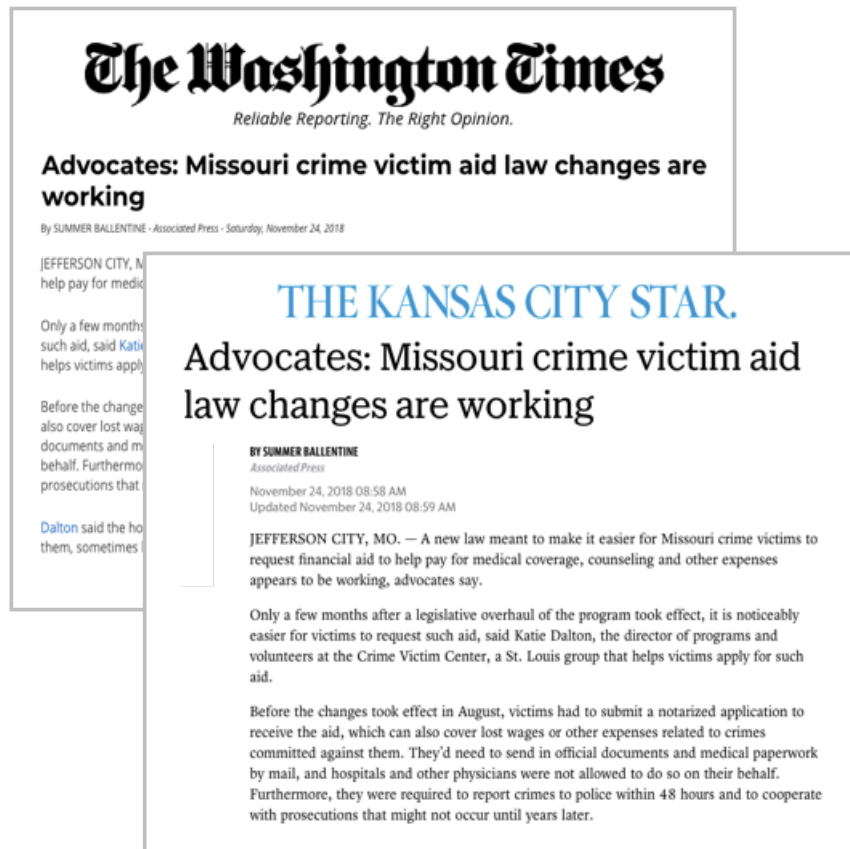 The Washington Times
Reliable Reporting. The Right Opinion.
Advocates: Missouri crime victim aid law changes are
working
By SUMMER BALLENTINE - Associated Press - Saturday, November 24, 2018
JEFFERSON CITY,
help pay for
Only a few months
such aid, said
helps victims apply
Before the change
also cover lost
documents and
behalf.
prosecutions that
Dalton said the
them, sometimes
THE KANSAS CITY STAR.
Advocates: Missouri crime victim aid
law changes are working
BY SUMMER BALLENTINE
Associated Press
November 24, 2018 08:58 AM
Updated November 24, 2018 08:59 AM
JEFFERSON CITY, MO. — A new law meant to make it easier for Missouri crime victims to
request financial aid to help pay for medical coverage, counseling and other expenses
appears to be working, advocates say.
Only a few months after a legislative overhaul of the program took effect, it is noticeably
easier for victims to request such aid, said Katie Dalton, the director of programs and
volunteers at the Crime Victim Center, a St. Louis group that helps victims apply for such
aid.
Before the changes took effect in August, victims had to submit a notarized application to
receive the aid, which can also cover lost wages or other expenses related to crimes
committed against them. They'd need to send in official documents and medical paperwork
by mail, and hospitals and other physicians were not allowed to do so on their behalf.
Furthermore, they were required to report crimes to police within 48 hours and to cooperate
with prosecutions that might not occur until years later.